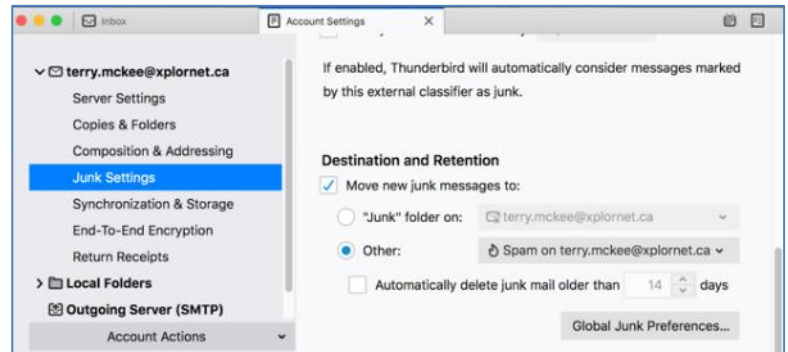 Inbox
Account Settings
terry.mckee@xplornet.ca
Server Settings
Copies & Folders
Composition & Addressing
Junk Settings
Synchronization & Storage
End-To-End Encryption
Return Receipts
Local Folders
Outgoing Server (SMTP)
Account Actions
If enabled, Thunderbird will automatically consider messages marked
by this external classifier as junk.
Destination and Retention
Move new junk messages to:
"Junk" folder on: terry.mckee@xplornet.ca
Other: Spam on terry.mckee@xplornet.ca
Automatically delete junk mail older than 14 days
Global Junk Preferences...